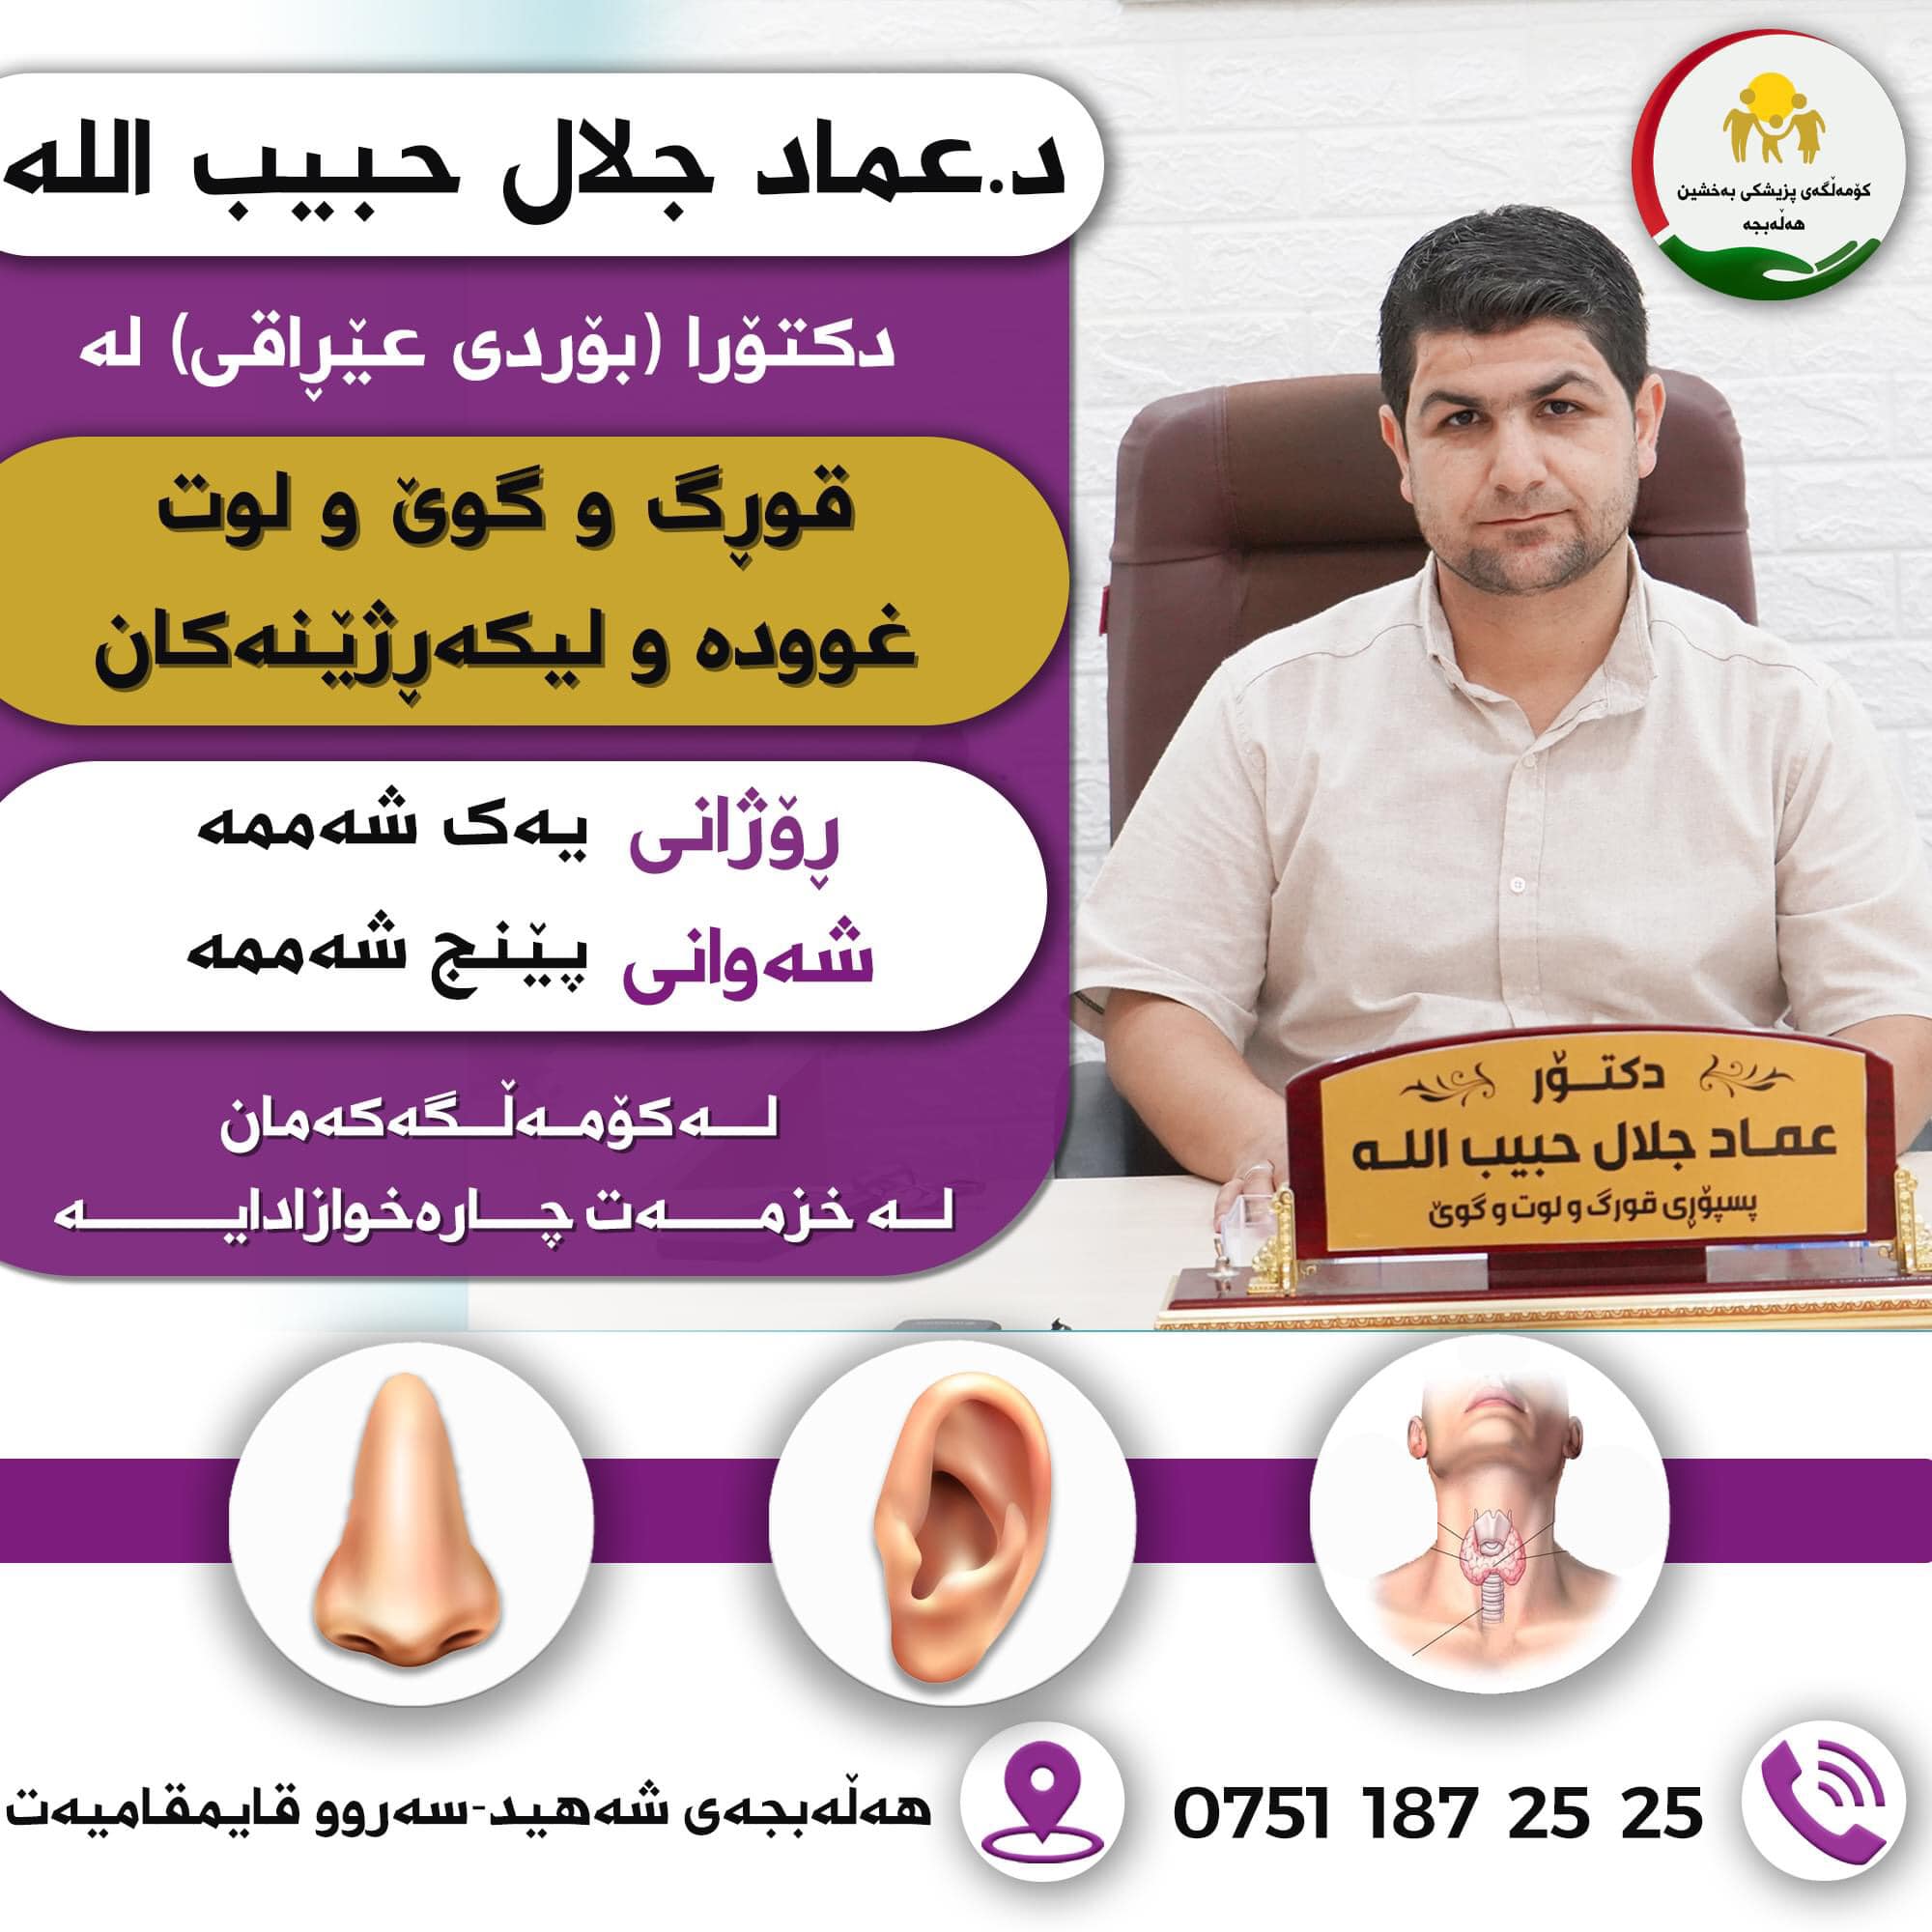 د.عماد جلال حبيب الله
دکتۆرا (بۆردی عێڕاقی) لە
قوڕگ و گوێ و لوت
غوودە و لیکەڕژێنەکان
ڕۆژانی یەک شەممە
شەوانی پێنج شەممە
لەکۆمەڵگەکەمان
لە خزمەت چارەخوازادایە
کۆمەڵگەی پزیشکی بەخشین
هەڵەبجە
دکتۆر
عماد جلال حبيب الله
پسپۆڕی قورگ و لوت و گوێ
0751 187 25 25
هەڵەبجەی شەهید-سەروو قایمقامیەت